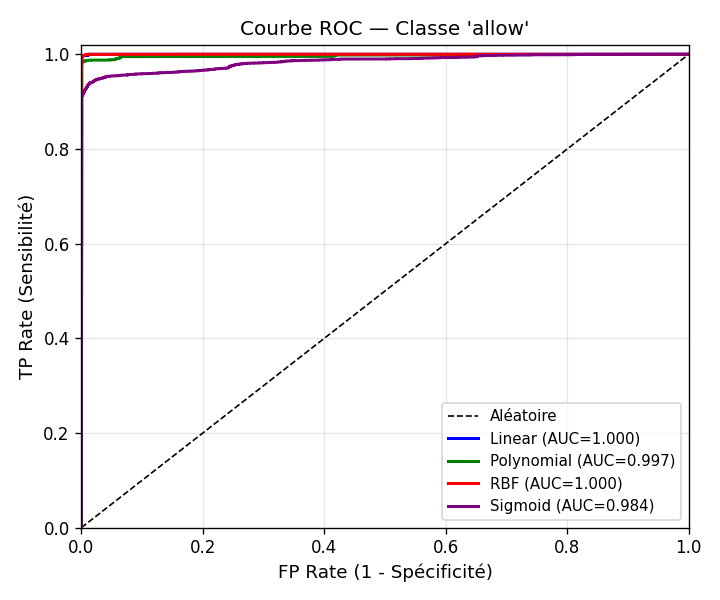 Courbe ROC — Classe 'allow'
TP Rate (Sensibilité)
1.0
0.8
0.6
0.4
0.2
0.0
0.0 0.2 0.4 0.6 0.8 1.0
FP Rate (1 - Spécificité)
Aléatoire
Linear (AUC=1.000)
Polynomial (AUC=0.997)
RBF (AUC=1.000)
Sigmoid (AUC=0.984)